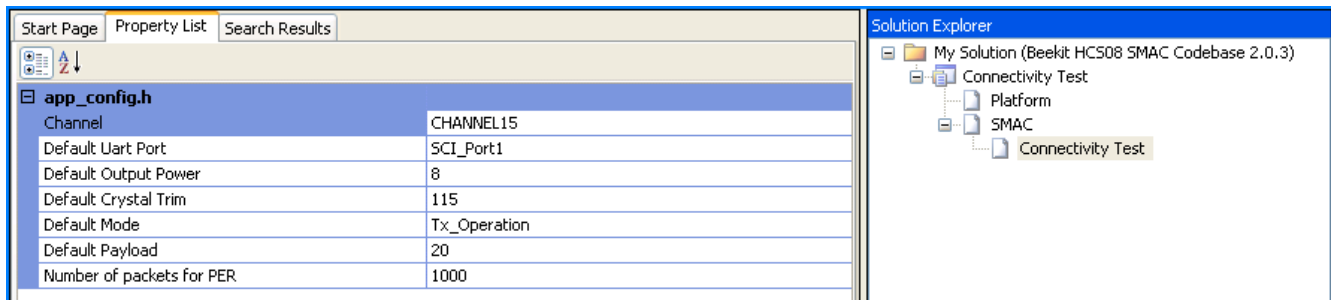 Start Page Property List Search Results
A
Z
app_config.h
Channel CHANNEL15
Default Uart Port SCI_Port1
Default Output Power 8
Default Crystal Trim 115
Default Mode Tx_Operation
Default Payload 20
Number of packets for PER 1000
Solution Explorer
My Solution (Beekit HCS08 SMAC Codebase 2.0.3)
Connectivity Test
Platform
SMAC
Connectivity Test